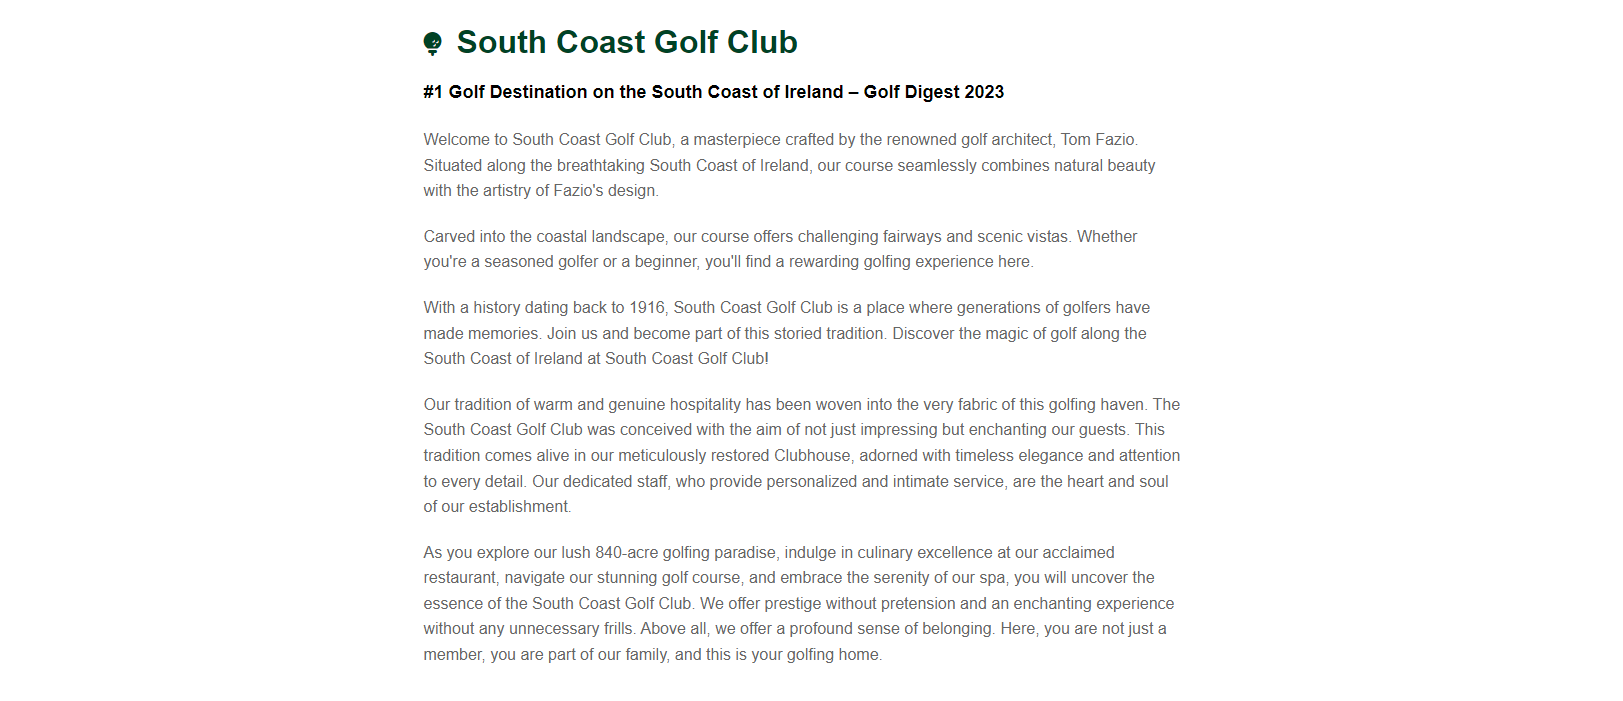 South Coast Golf Club
#1 Golf Destination on the South Coast of Ireland – Golf Digest 2023
Welcome to South Coast Golf Club, a masterpiece crafted by the renowned golf architect, Tom Fazio.
Situated along the breathtaking South Coast of Ireland, our course seamlessly combines natural beauty
with the artistry of Fazio's design.
Carved into the coastal landscape, our course offers challenging fairways and scenic vistas. Whether
you're a seasoned golfer or a beginner, you'll find a rewarding golfing experience here.
With a history dating back to 1916, South Coast Golf Club is a place where generations of golfers have
made memories. Join us and become part of this storied tradition. Discover the magic of golf along the
South Coast of Ireland at South Coast Golf Club!
Our tradition of warm and genuine hospitality has been woven into the very fabric of this golfing haven. The
South Coast Golf Club was conceived with the aim of not just impressing but enchanting our guests. This
tradition comes alive in our meticulously restored Clubhouse, adorned with timeless elegance and attention
to every detail. Our dedicated staff, who provide personalized and intimate service, are the heart and soul
of our establishment.
As you explore our lush 840-acre golfing paradise, indulge in culinary excellence at our acclaimed
restaurant, navigate our stunning golf course, and embrace the serenity of our spa, you will uncover the
essence of the South Coast Golf Club. We offer prestige without pretension and an enchanting experience
without any unnecessary frills. Above all, we offer a profound sense of belonging. Here, you are not just a
member, you are part of our family, and this is your golfing home.